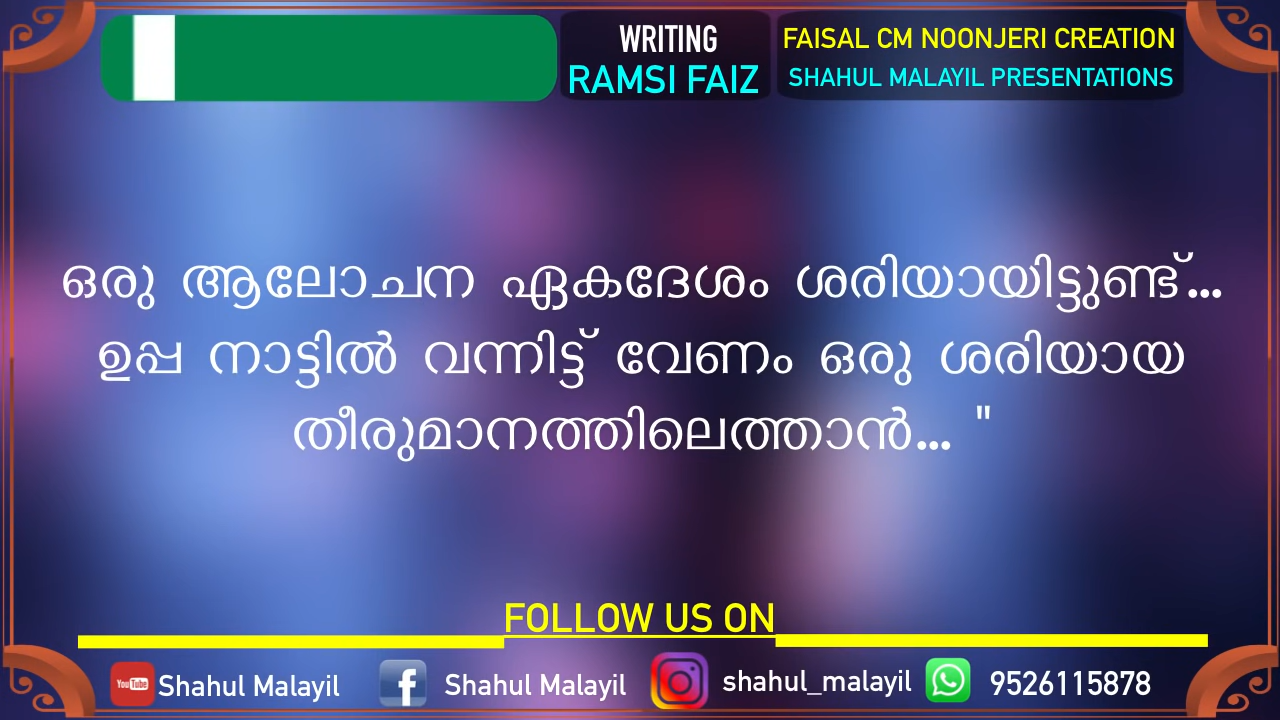 WRITING
RAMSI FAIZ
FAISAL CM NOONJERI CREATION
SHAHUL MALAYIL PRESENTATIONS
ഒരു ആലോചന ഏകദേശം ശരിയായിട്ടുണ്ട്...
ഉപ്പ നാട്ടിൽ വന്നിട്ട് വേണം ഒരു ശരിയായ
തീരുമാനത്തിലെത്താൻ... "
FOLLOW US ON
YouTube Shahul Malayil f Shahul Malayil shahul_malayil 9526115878